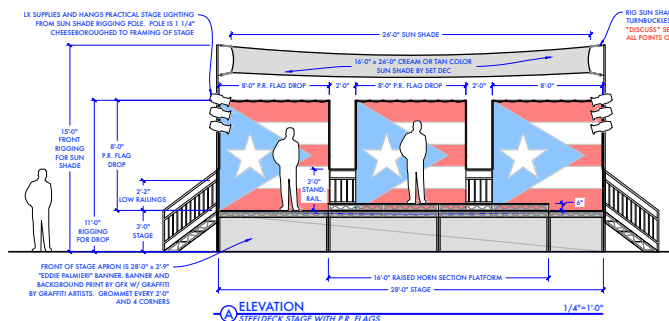 LX SUPPLIES AND HANGS PRACTICAL STAGE LIGHTING
FROM SUN SHADE RIGGING POLE. POLE IS 1 1/4"
CHEESEBOROUGHED TO FRAMING OF STAGE
RIG SUN SHA
TURNBUCKLES
"DISCUSS" SE
ALL POINTS O
26'-0" SUN SHADE
16'-0" x 26'-0" CREAM OR TAN COLOR
SUN SHADE BY SET DEC
8'-0" P.R. FLAG DROP
2'-0"
8'-0" P.R. FLAG DROP
2'-0"
8'-0"
15'-0"
FRONT
RIGGING
FOR SUN
SHADE
8'-0"
P.R. FLAG
DROP
2'-2"
LOW RAILINGS
11'-0"
RIGGING
FOR DROP
3'-0"
STAGE
3'-0"
STAND.
RAIL.
6"
FRONT OF STAGE APRON IS 28'-0" x 2'-9"
"EDDIE PALMIERI" BANNER. BANNER AND
BACKGROUND PRINT BY GFX W/ GRAFFITI
BY GRAFFITI ARTISTS. GROMMET EVERY 2'-0"
AND 4 CORNERS
16'-0" RAISED HORN SECTION PLATFORM
28'-0" STAGE
A ELEVATION
1/4"=1'-0"
STEELDECK STAGE WITH P.R. FLAGS